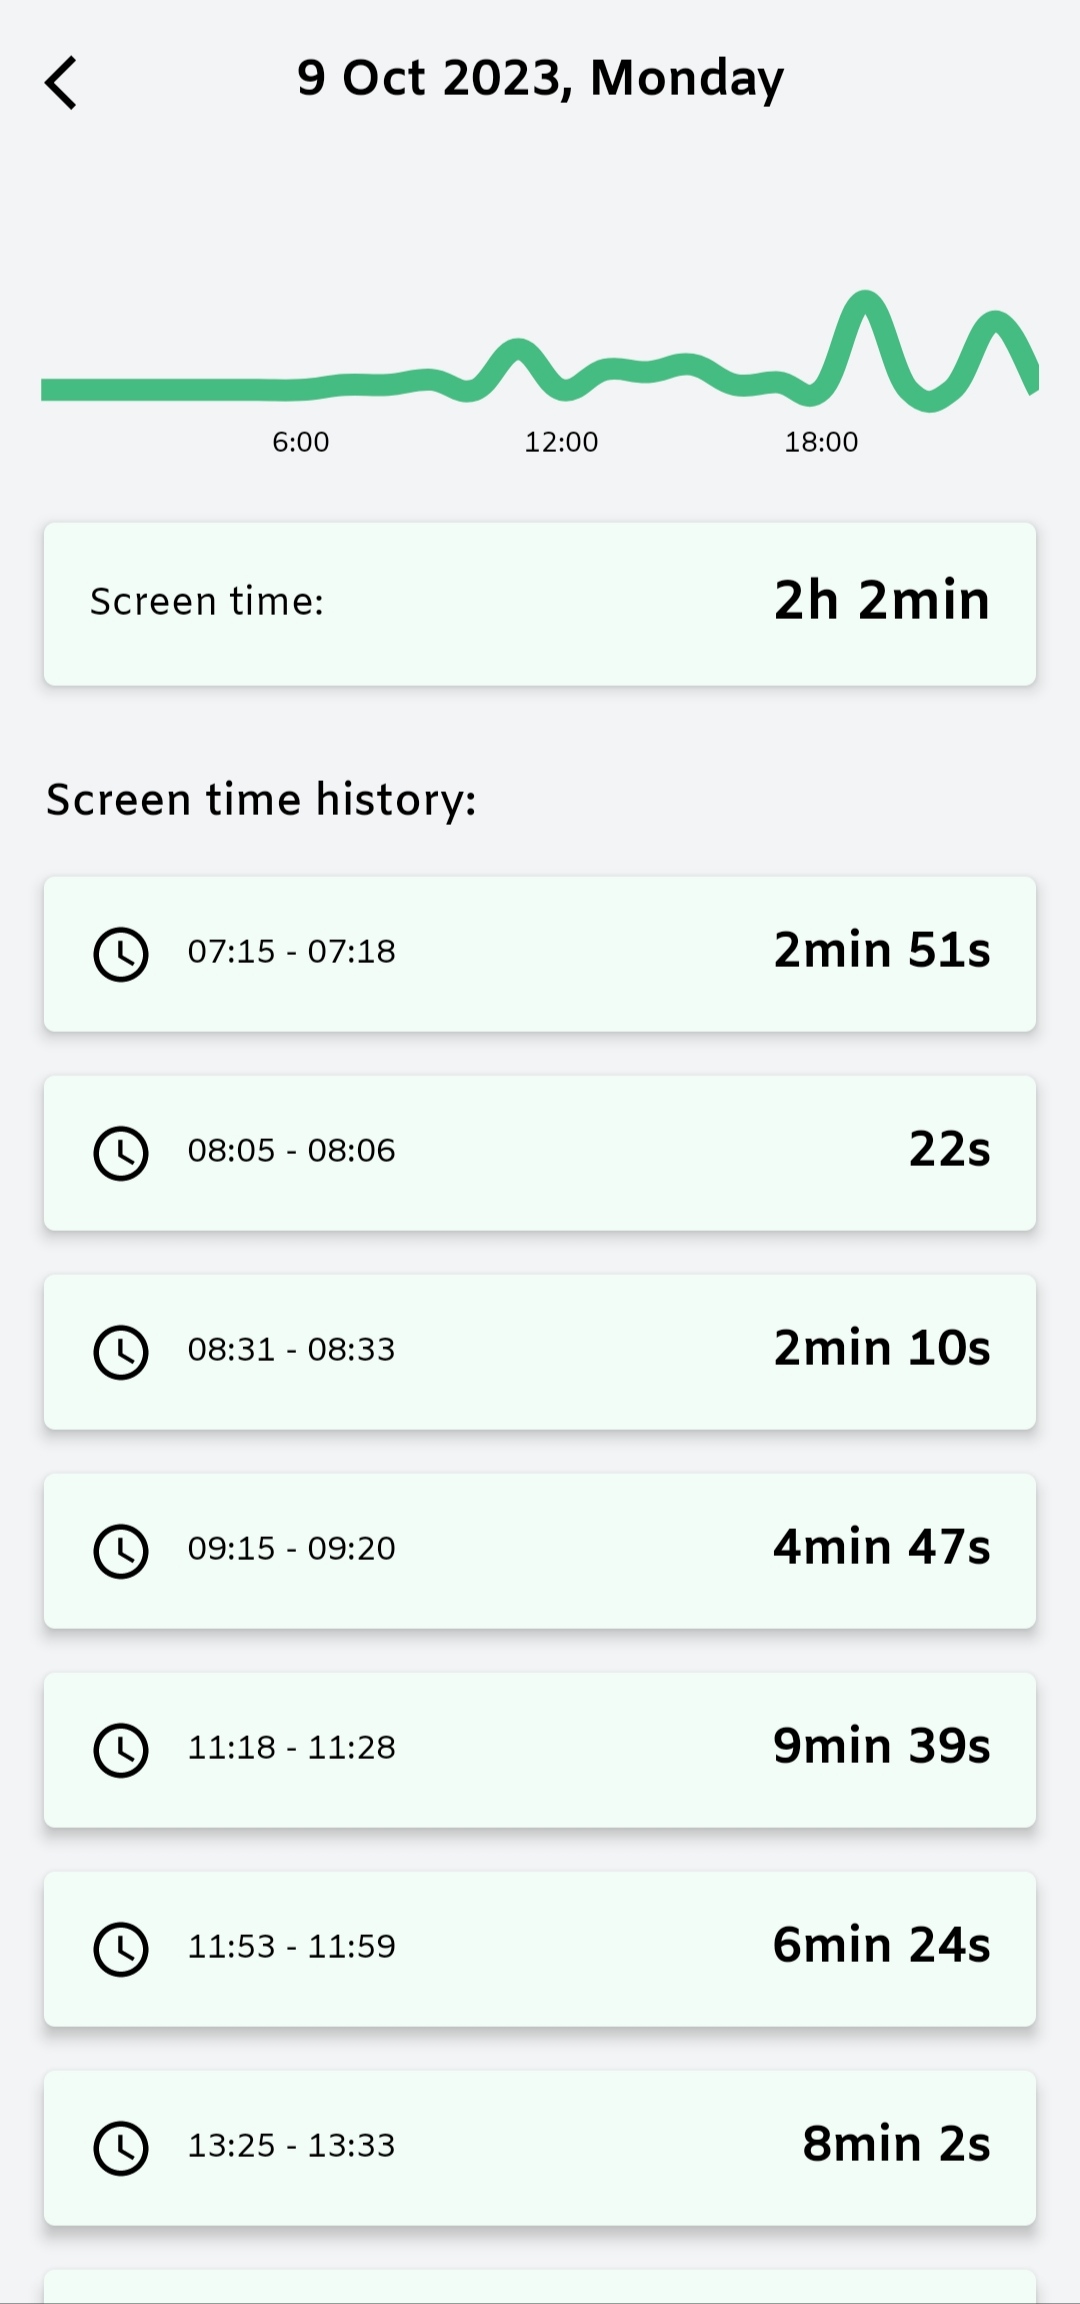 9 Oct 2023, Monday
6:00 12:00 18:00
Screen time: 2h 2min
Screen time history:
07:15 - 07:18 2min 51s
08:05 - 08:06 22s
08:31 - 08:33 2min 10s
09:15 - 09:20 4min 47s
11:18 - 11:28 9min 39s
11:53 - 11:59 6min 24s
13:25 - 13:33 8min 2s